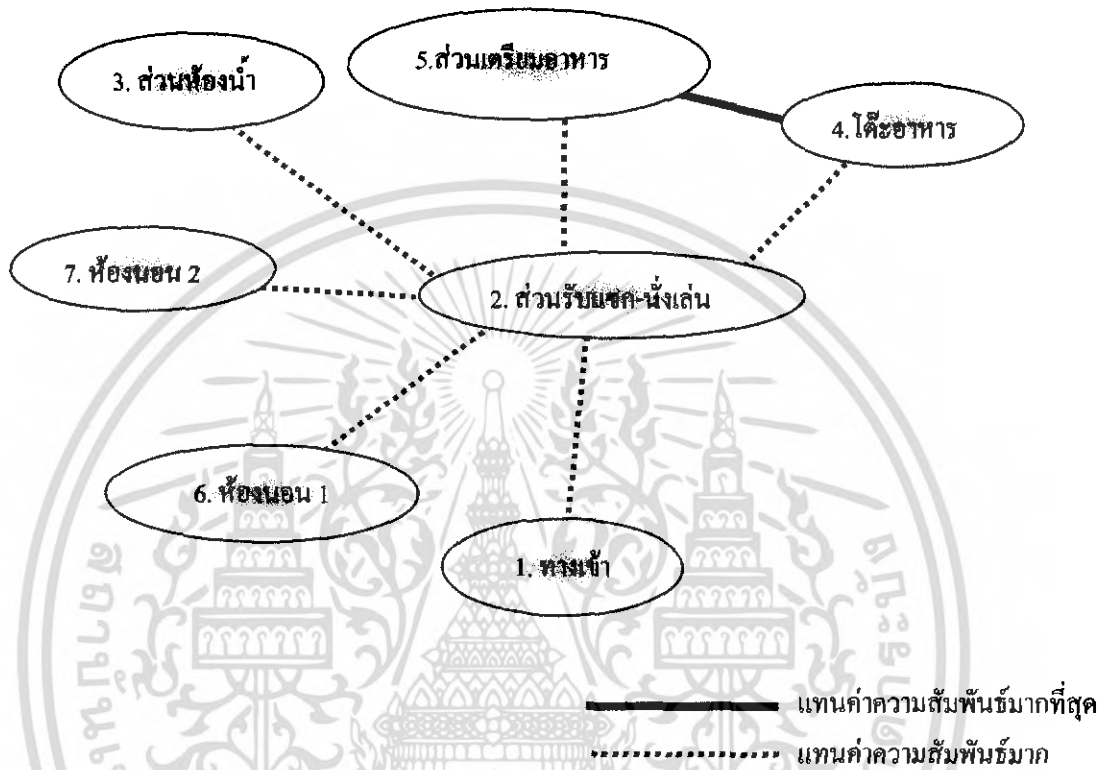 5.ส่วนเตรียมอาหาร
3. ส่วนห้องน้ำ
4.โต๊ะอาหาร
7. ห้องนอน 2
2. ส่วนรับแขก-นั่งเล่น
6. ห้องนอน 1
1. ทางเข้า
แทนค่าความสัมพันธ์มากที่สุด
แทนค่าความสัมพันธ์มาก